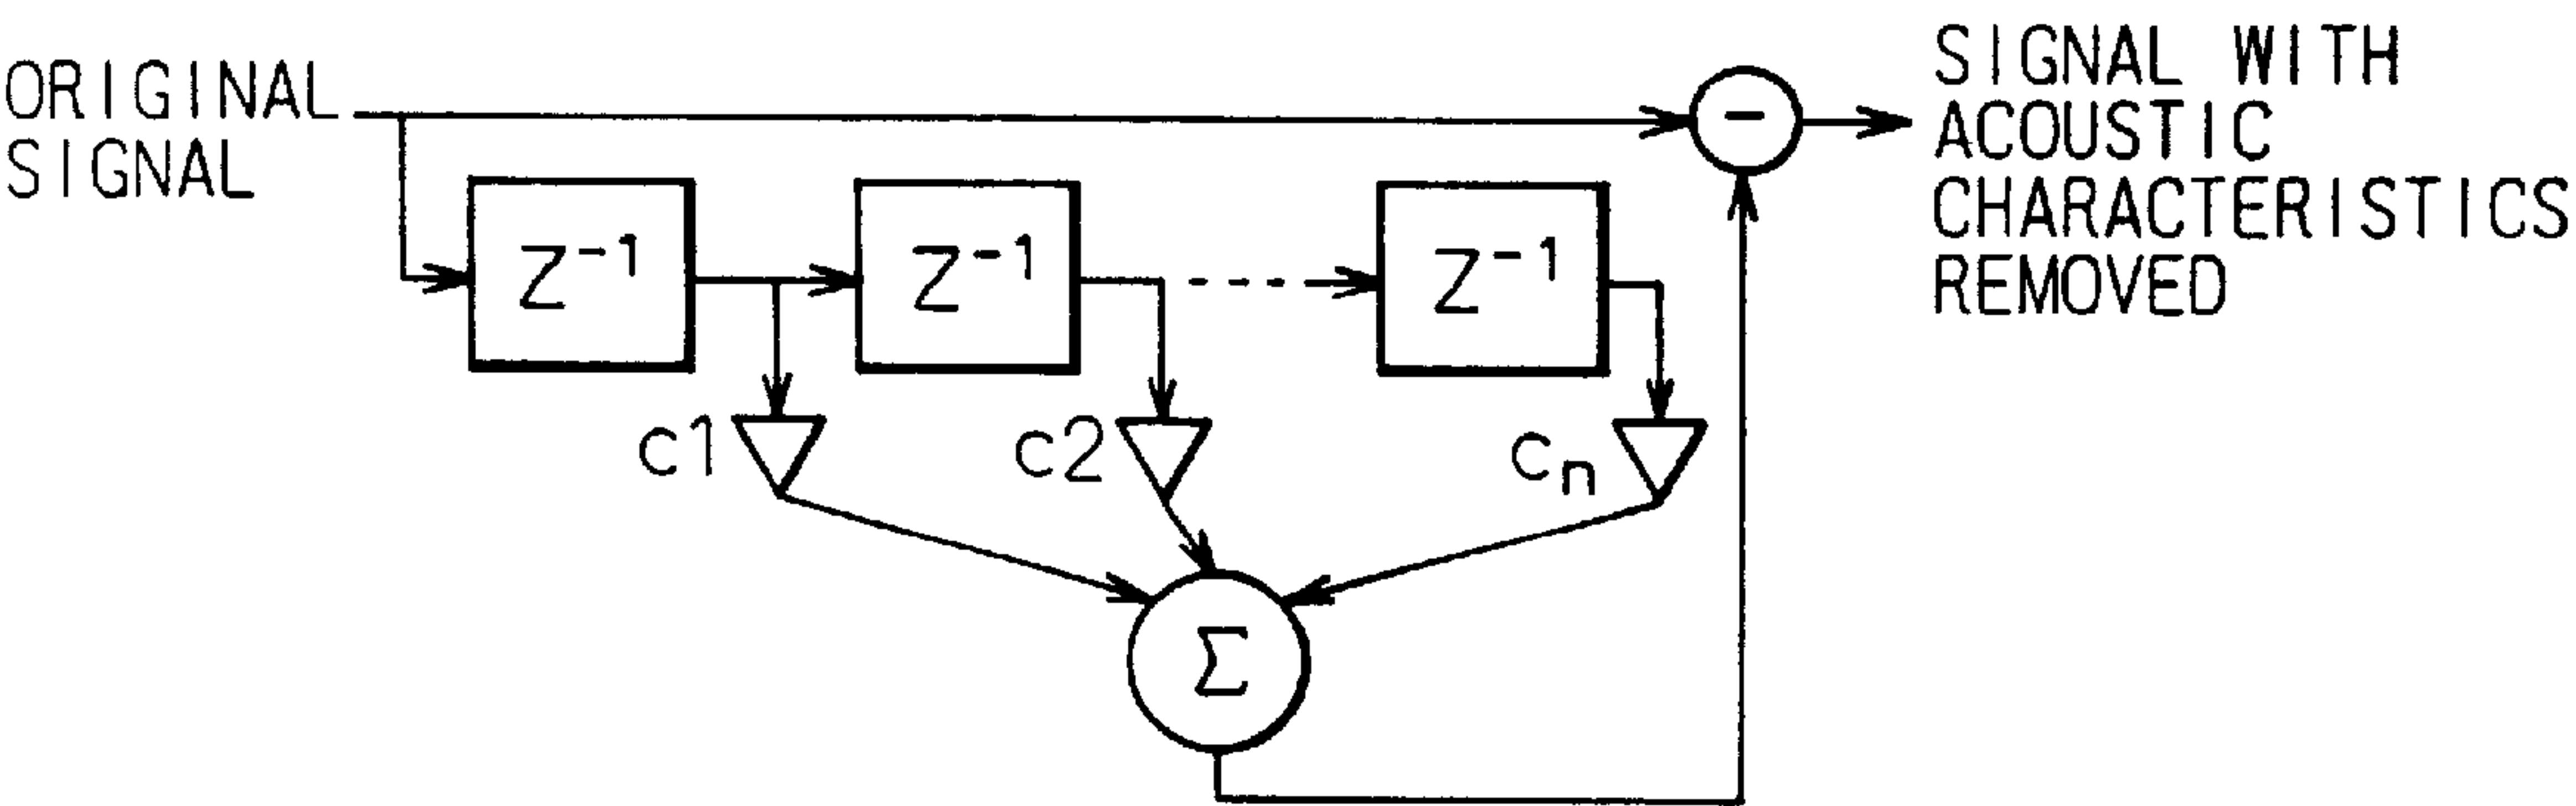 ORIGINAL
SIGNAL
SIGNAL WITH
ACOUSTIC
CHARACTERISTICS
REMOVED
−
Z⁻¹
Z⁻¹
Z⁻¹
c1
c2
cₙ
Σ